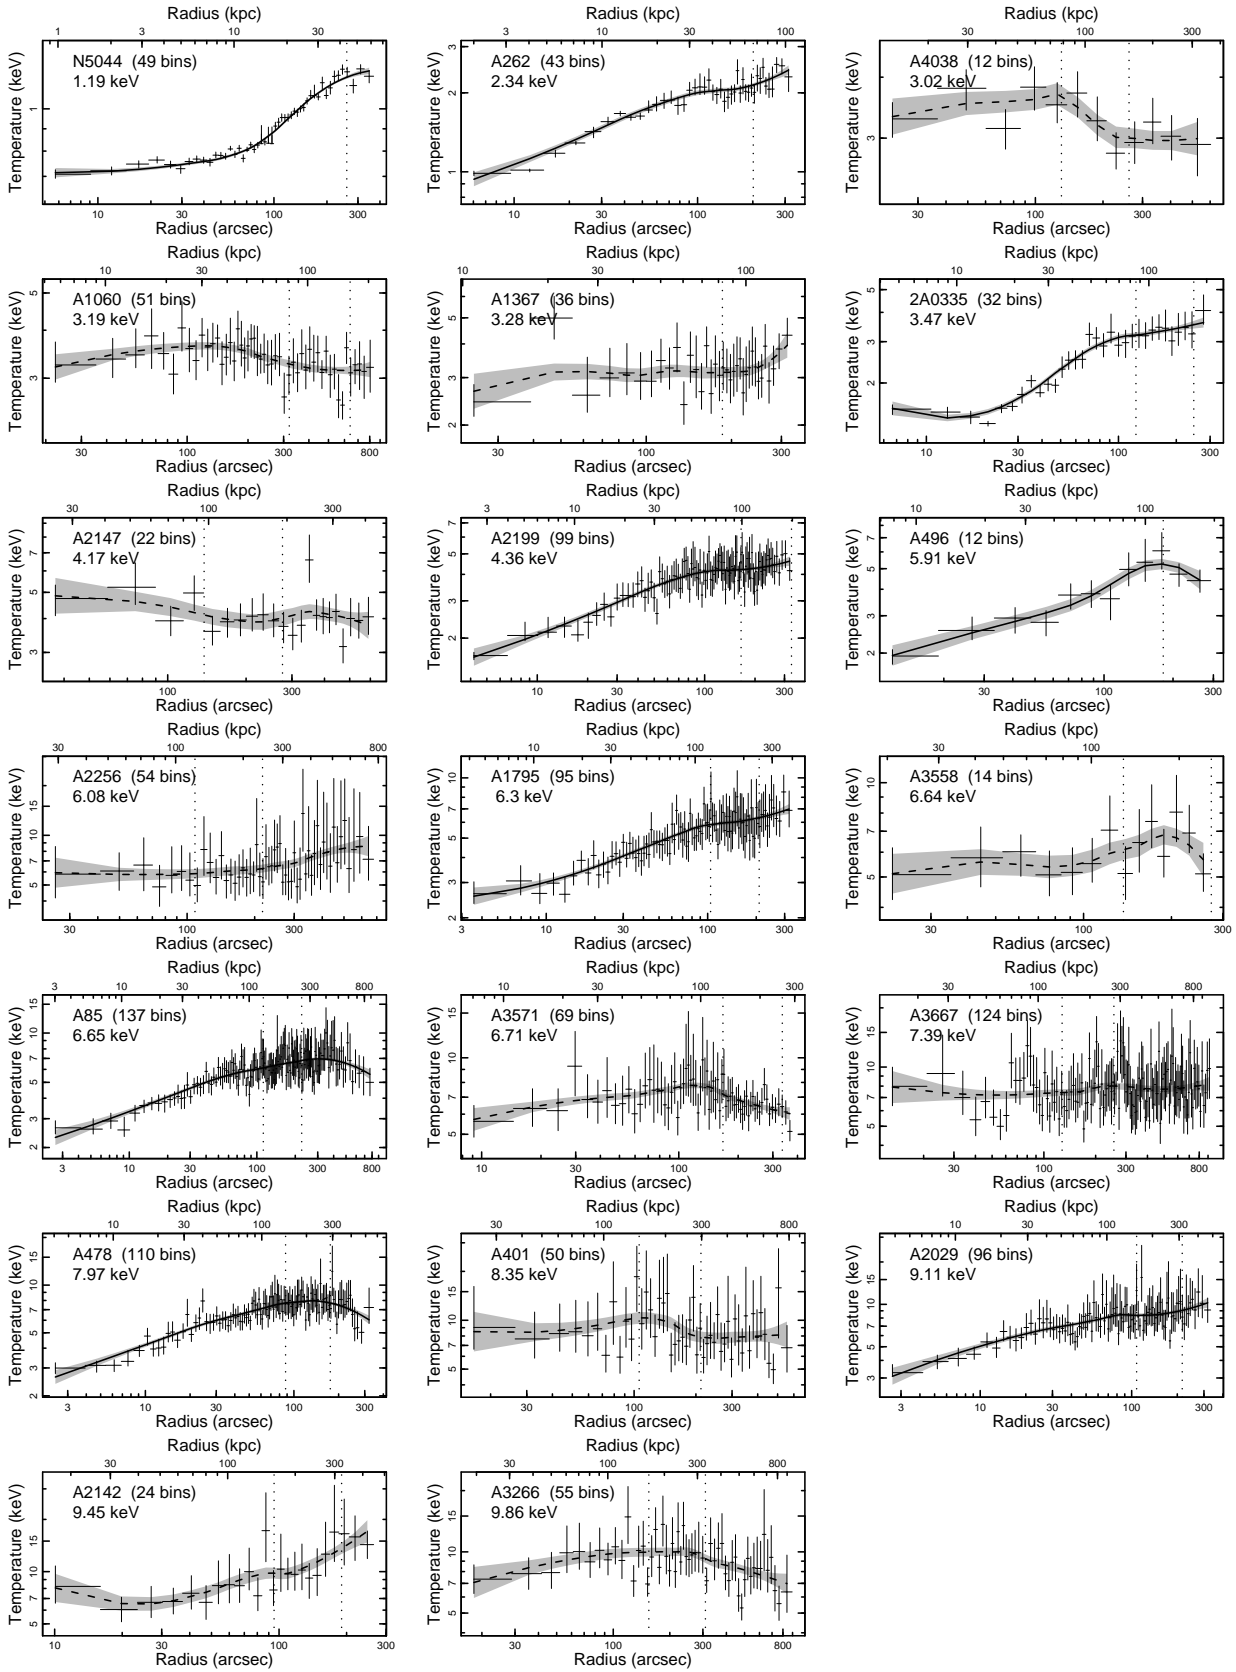 Radius (kpc)
1 3 10 30
N5044 (49 bins)
1.19 keV
Temperature (keV)
1
10 30 100 300
Radius (arcsec)
Radius (kpc)
3 10 30 100
A262 (43 bins)
2.34 keV
Temperature (keV)
3
2
1
10 30 100 300
Radius (arcsec)
Radius (kpc)
30 100 300
A4038 (12 bins)
3.02 keV
Temperature (keV)
3
30 100 300
Radius (arcsec)
Radius (kpc)
10 30 100
A1060 (51 bins)
3.19 keV
Temperature (keV)
5
3
30 100 300 800
Radius (arcsec)
Radius (kpc)
10 30 100
A1367 (36 bins)
3.28 keV
Temperature (keV)
5
3
2
30 100 300
Radius (arcsec)
Radius (kpc)
10 30 100
2A0335 (32 bins)
3.47 keV
Temperature (keV)
5
3
2
10 30 100 300
Radius (arcsec)
Radius (kpc)
30 100 300
A2147 (22 bins)
4.17 keV
Temperature (keV)
7
5
3
100 300
Radius (arcsec)
Radius (kpc)
3 10 30 100
A2199 (99 bins)
4.36 keV
Temperature (keV)
7
5
3
2
10 30 100 300
Radius (arcsec)
Radius (kpc)
10 30 100
A496 (12 bins)
5.91 keV
Temperature (keV)
7
5
3
2
30 100 300
Radius (arcsec)
Radius (kpc)
30 100 300 800
A2256 (54 bins)
6.08 keV
Temperature (keV)
15
10
7
5
30 100 300
Radius (arcsec)
Radius (kpc)
10 30 100 300
A1795 (95 bins)
6.3 keV
Temperature (keV)
10
7
5
3
2
3 10 30 100 300
Radius (arcsec)
Radius (kpc)
30 100
A3558 (14 bins)
6.64 keV
Temperature (keV)
10
7
5
30 100 300
Radius (arcsec)
Radius (kpc)
3 10 30 100 300 800
A85 (137 bins)
6.65 keV
Temperature (keV)
15
10
7
5
3
2
3 10 30 100 300 800
Radius (arcsec)
Radius (kpc)
10 30 100 300
A3571 (69 bins)
6.71 keV
Temperature (keV)
15
10
7
5
10 30 100 300
Radius (arcsec)
Radius (kpc)
30 100 300 800
A3667 (124 bins)
7.39 keV
Temperature (keV)
15
10
7
5
30 100 300 800
Radius (arcsec)
Radius (kpc)
10 30 100 300
A478 (110 bins)
7.97 keV
Temperature (keV)
15
10
7
5
3
2
3 10 30 100 300
Radius (arcsec)
Radius (kpc)
30 100 300 800
A401 (50 bins)
8.35 keV
Temperature (keV)
15
10
7
5
30 100 300
Radius (arcsec)
Radius (kpc)
10 30 100 300
A2029 (96 bins)
9.11 keV
Temperature (keV)
15
10
7
5
3
3 10 30 100 300
Radius (arcsec)
Radius (kpc)
10 30 100 300
A2142 (24 bins)
9.45 keV
Temperature (keV)
15
10
7
5
10 30 100 300
Radius (arcsec)
Radius (kpc)
30 100 300 800
A3266 (55 bins)
9.86 keV
Temperature (keV)
15
10
7
5
30 100 300 800
Radius (arcsec)